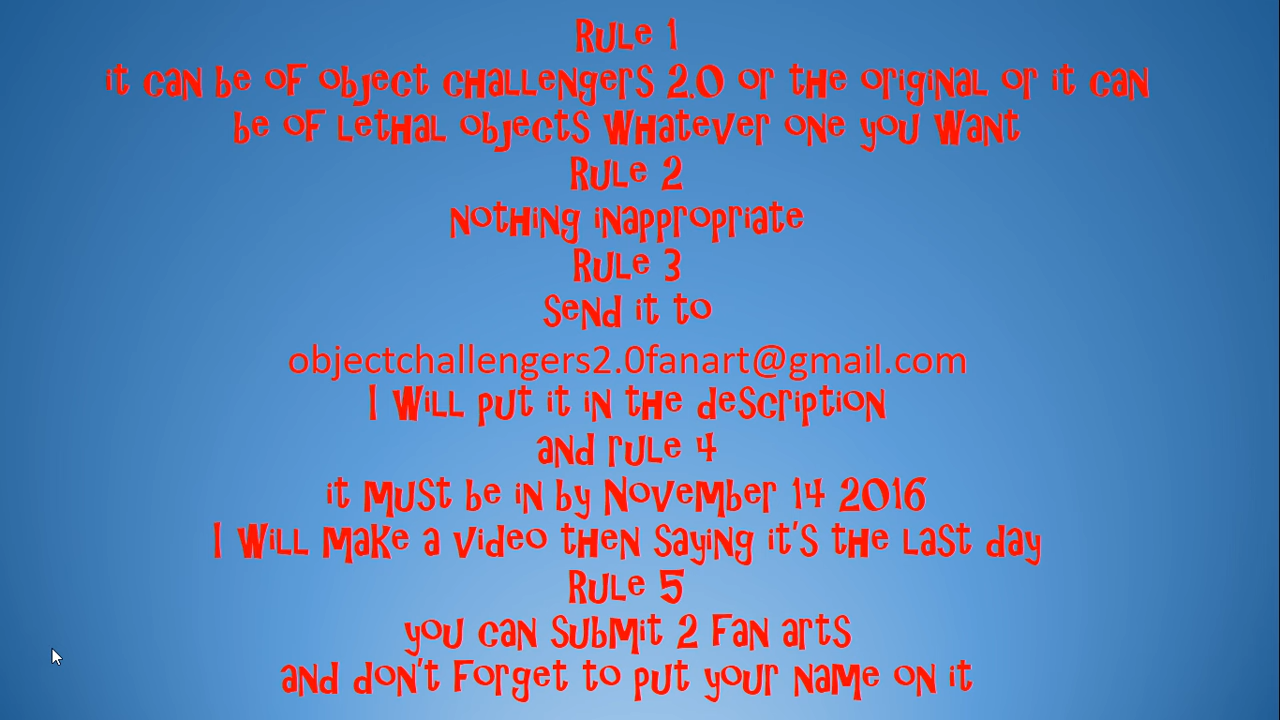 Rule 1
it can be of object challengers 2.0 or the original or it can
be of lethal objects whatever one you want
Rule 2
Nothing inappropriate
Rule 3
Send it to
objectchallengers2.0fanart@gmail.com
I will put it in the description
and rule 4
it must be in by November 14 2016
I will make a video then saying it's the last day
Rule 5
you can submit 2 fan arts
and don't forget to put your name on it